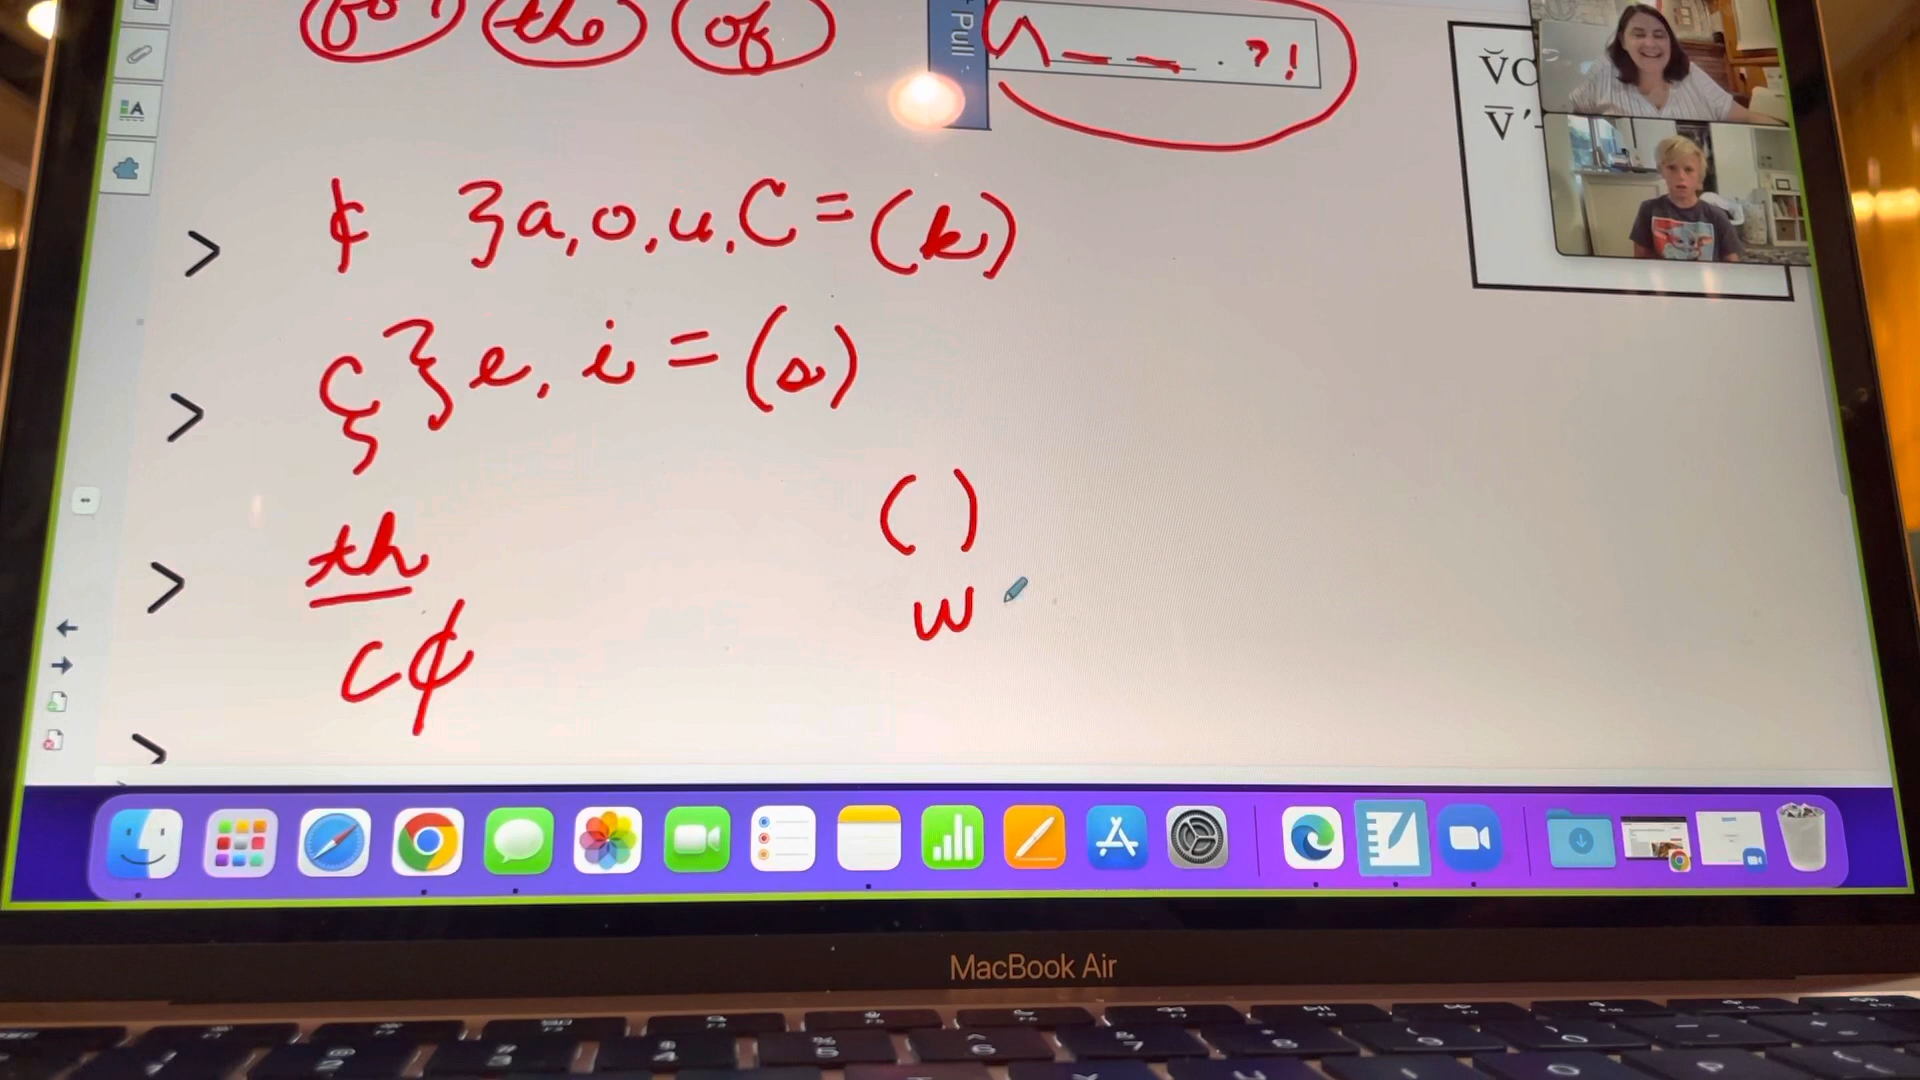 for the of
Pull
. ? !
¢ }a, o, u, C = (k)
> c } e, i = (s)
> th
( )
w
c ¢
>
MacBook Air